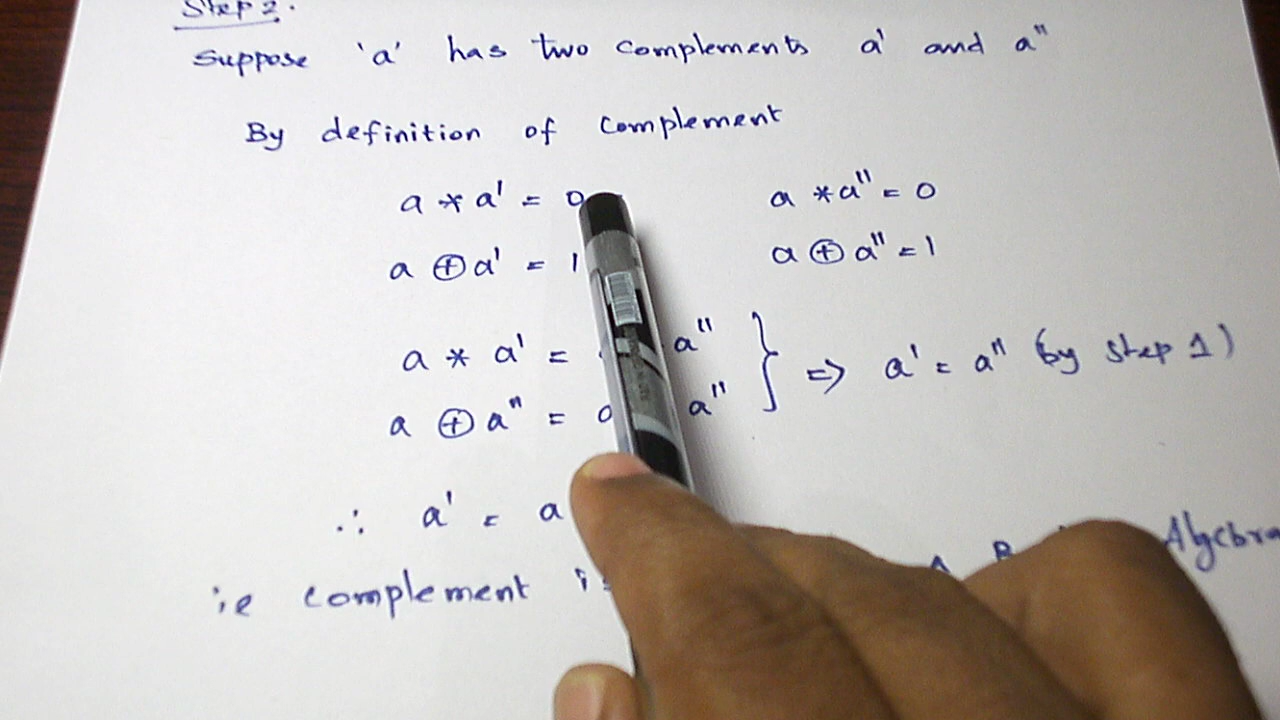 Step 2.
Suppose 'a' has two complements a' and a"
By definition of complement
a * a' = 0 a * a" = 0
a ⊕ a' = 1 a ⊕ a" = 1
a * a' = a" } => a' = a" (by step 1)
a ⊕ a" = a"
∴ a' = a
ie complement Algebra